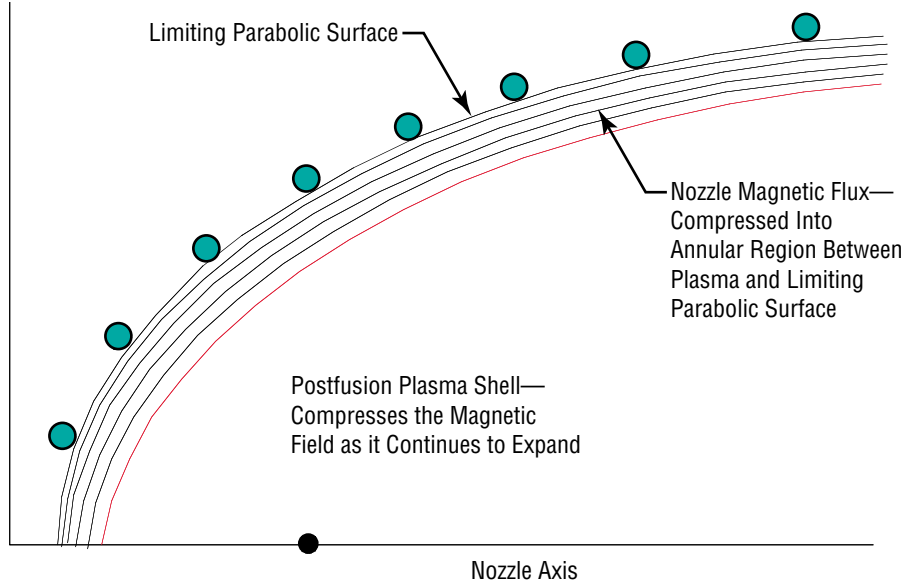 Limiting Parabolic Surface
Nozzle Magnetic Flux—
Compressed Into
Annular Region Between
Plasma and Limiting
Parabolic Surface
Postfusion Plasma Shell—
Compresses the Magnetic
Field as it Continues to Expand
Nozzle Axis